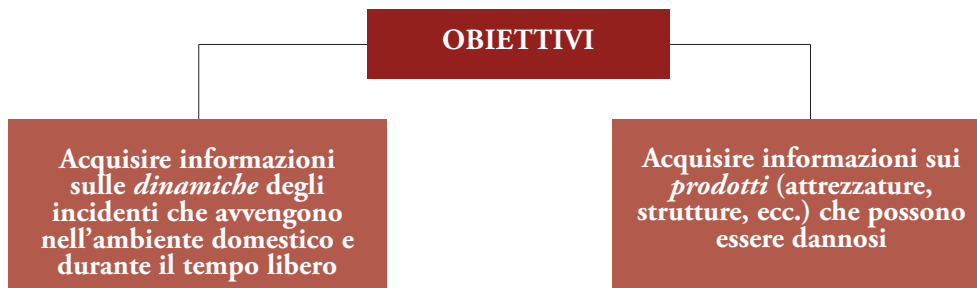 OBIETTIVI
Acquisire informazioni
sulle dinamiche degli
incidenti che avvengono
nell’ambiente domestico e
durante il tempo libero
Acquisire informazioni sui
prodotti (attrezzature,
strutture, ecc.) che possono
essere dannosi